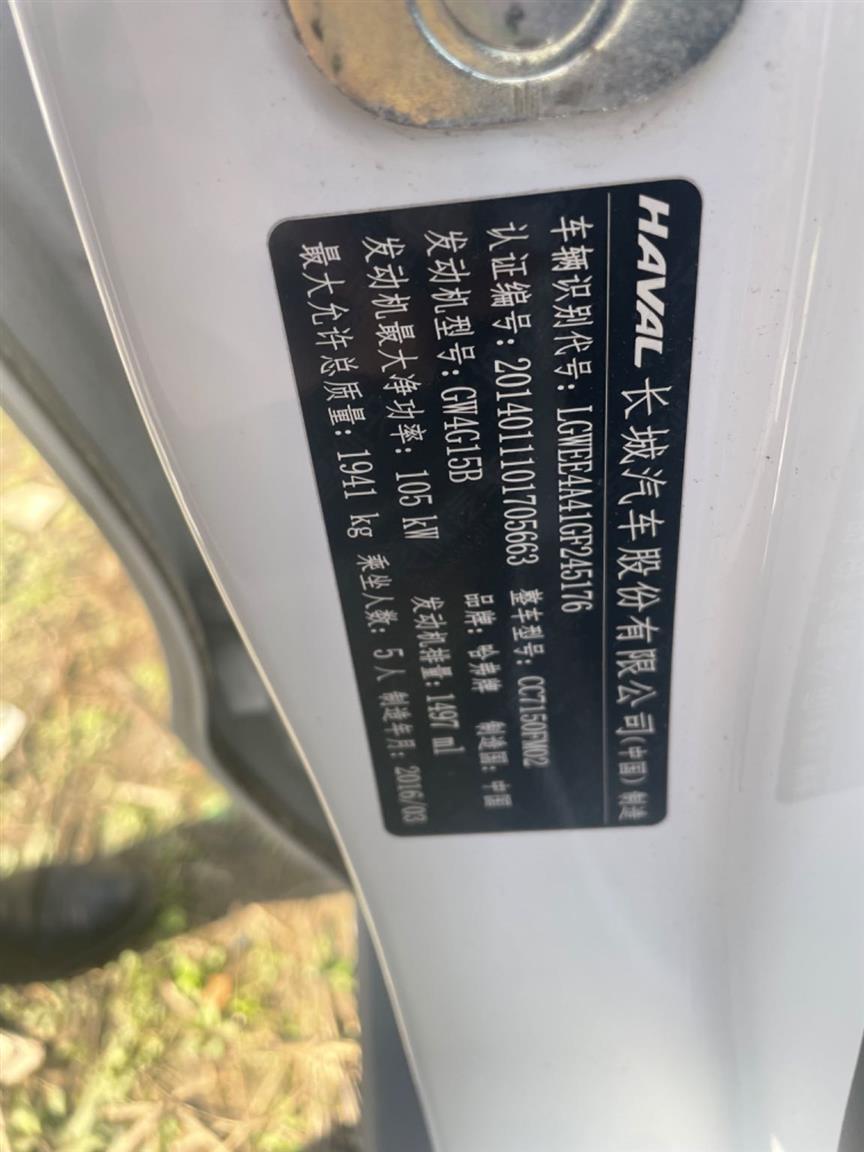 HAVAL 长城汽车股份有限公司(中国)制造
车辆识别代号: LGWEE4A41GF245176
认证编号: 2014011101705663 整车型号: CC7150FM02
发动机型号: GW4G15B 品牌: 哈弗牌 制造国: 中国
发动机最大净功率: 105 kW 发动机排量: 1497 ml
最大允许总质量: 1941 kg 乘坐人数: 5人 制造年月: 2016/03